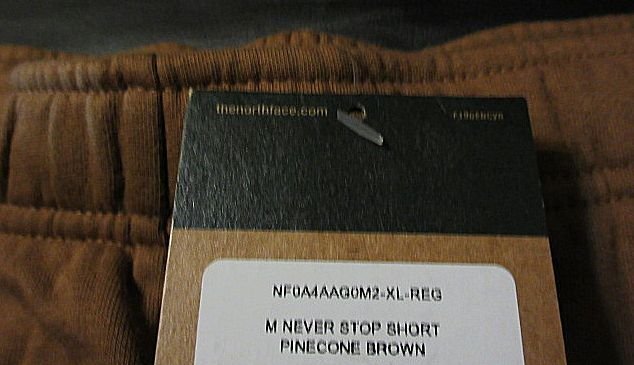 thenorthface.com
NF0A4AAG0M2-XL-REG
M NEVER STOP SHORT
PINECONE BROWN